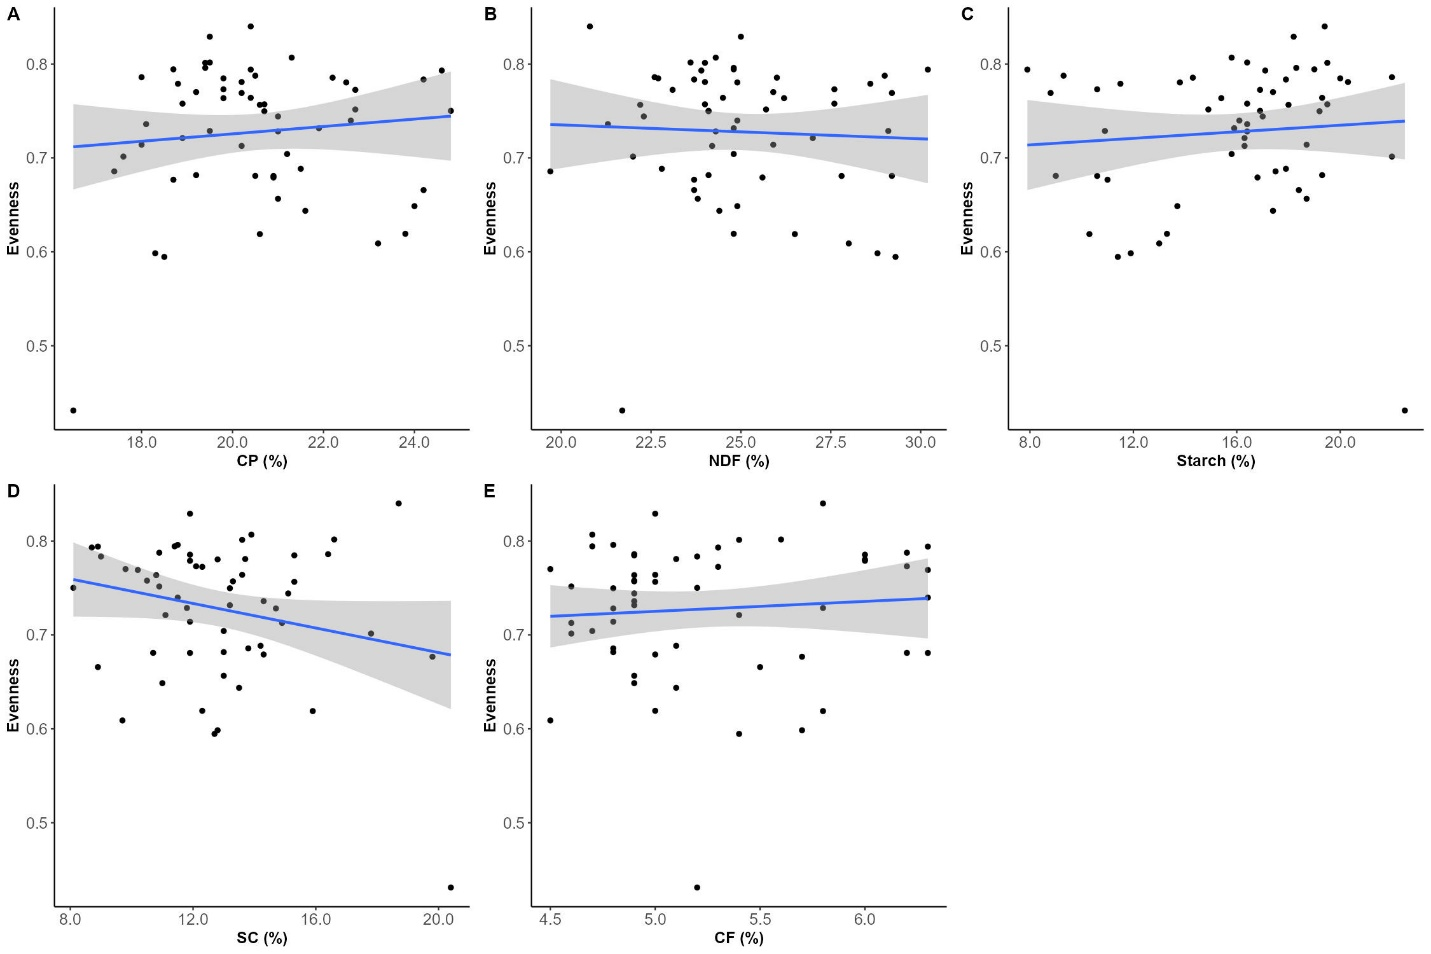 A
Evenness
0.8
0.7
0.6
0.5
18.0 20.0 22.0 24.0
CP (%)
B
Evenness
0.8
0.7
0.6
0.5
20.0 22.5 25.0 27.5 30.0
NDF (%)
C
Evenness
0.8
0.7
0.6
0.5
8.0 12.0 16.0 20.0
Starch (%)
D
Evenness
0.8
0.7
0.6
0.5
8.0 12.0 16.0 20.0
SC (%)
E
Evenness
0.8
0.7
0.6
0.5
4.5 5.0 5.5 6.0
CF (%)